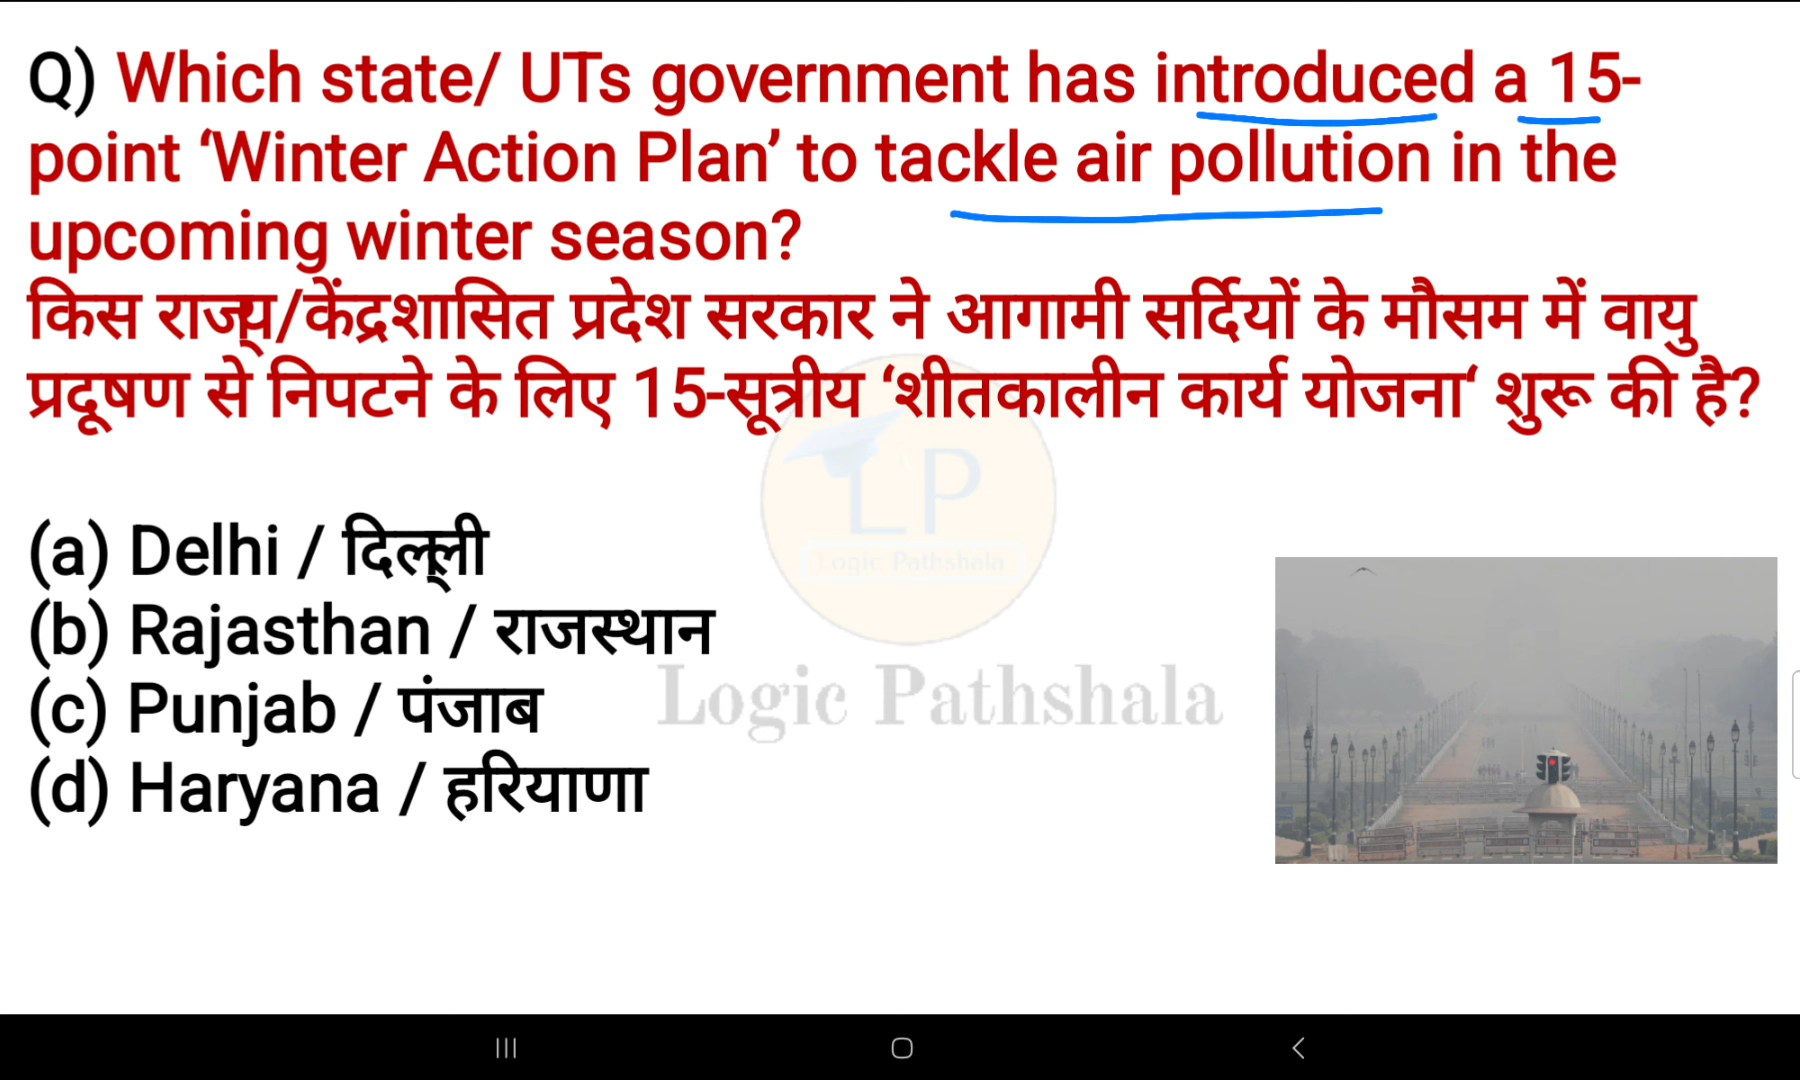 Q) Which state/ UTs government has introduced a 15-
point ‘Winter Action Plan’ to tackle air pollution in the
upcoming winter season?
किस राज्य/केंद्रशासित प्रदेश सरकार ने आगामी सर्दियों के मौसम में वायु
प्रदूषण से निपटने के लिए 15-सूत्रीय ‘शीतकालीन कार्य योजना‘ शुरू की है?
(a) Delhi / दिल्ली
(b) Rajasthan / राजस्थान
(c) Punjab / पंजाब
(d) Haryana / हरियाणा
LP
Logic Pathshala
Logic Pathshala